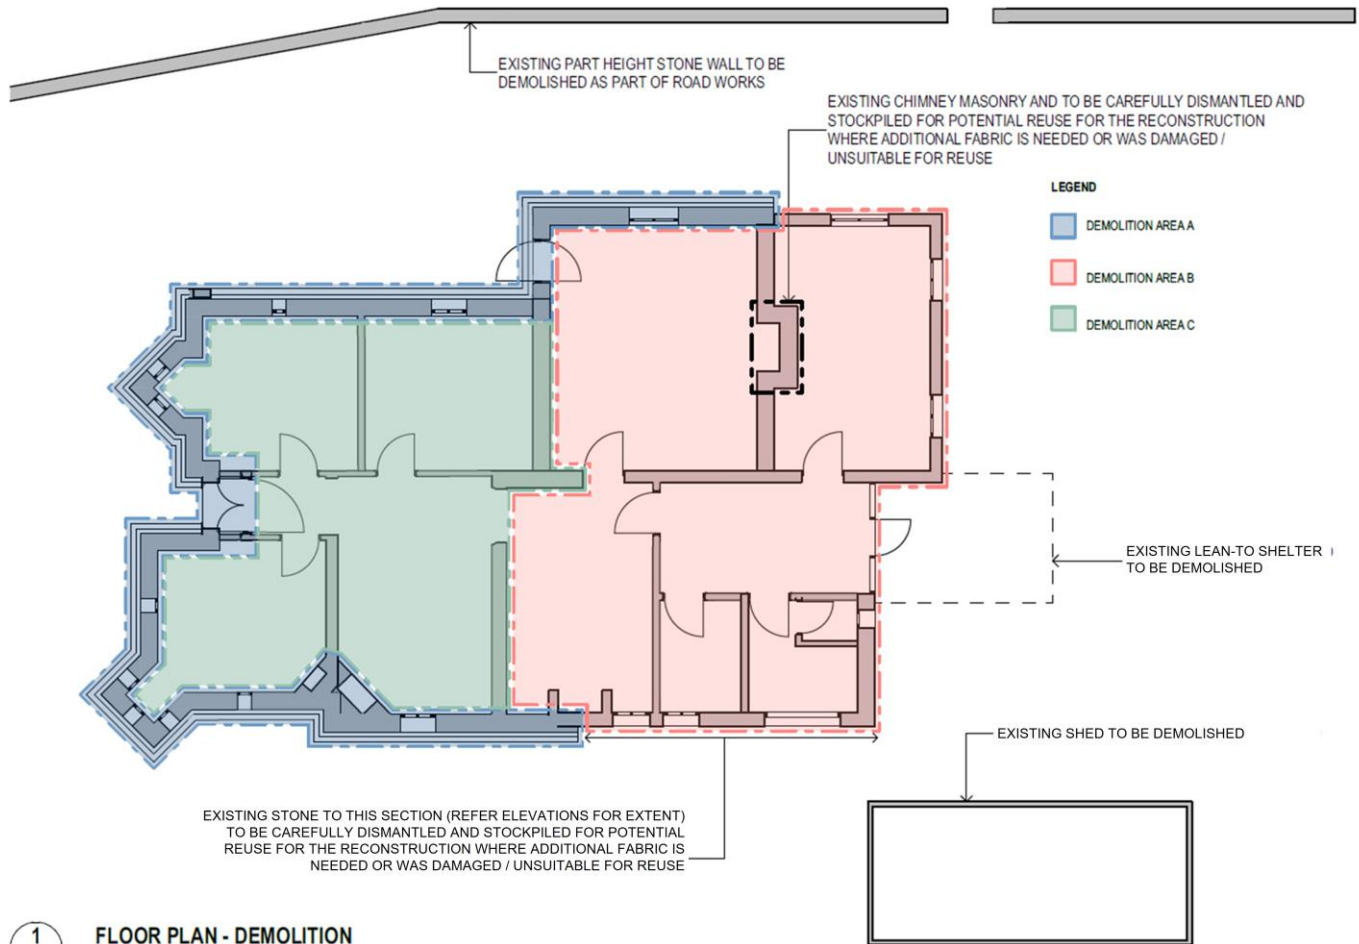 EXISTING PART HEIGHT STONE WALL TO BE
DEMOLISHED AS PART OF ROAD WORKS
EXISTING CHIMNEY MASONRY AND TO BE CAREFULLY DISMANTLED AND
STOCKPILED FOR POTENTIAL REUSE FOR THE RECONSTRUCTION
WHERE ADDITIONAL FABRIC IS NEEDED OR WAS DAMAGED /
UNSUITABLE FOR REUSE
LEGEND
DEMOLITION AREA A
DEMOLITION AREA B
DEMOLITION AREA C
EXISTING LEAN-TO SHELTER
TO BE DEMOLISHED
EXISTING SHED TO BE DEMOLISHED
EXISTING STONE TO THIS SECTION (REFER ELEVATIONS FOR EXTENT)
TO BE CAREFULLY DISMANTLED AND STOCKPILED FOR POTENTIAL
REUSE FOR THE RECONSTRUCTION WHERE ADDITIONAL FABRIC IS
NEEDED OR WAS DAMAGED / UNSUITABLE FOR REUSE
1
FLOOR PLAN - DEMOLITION